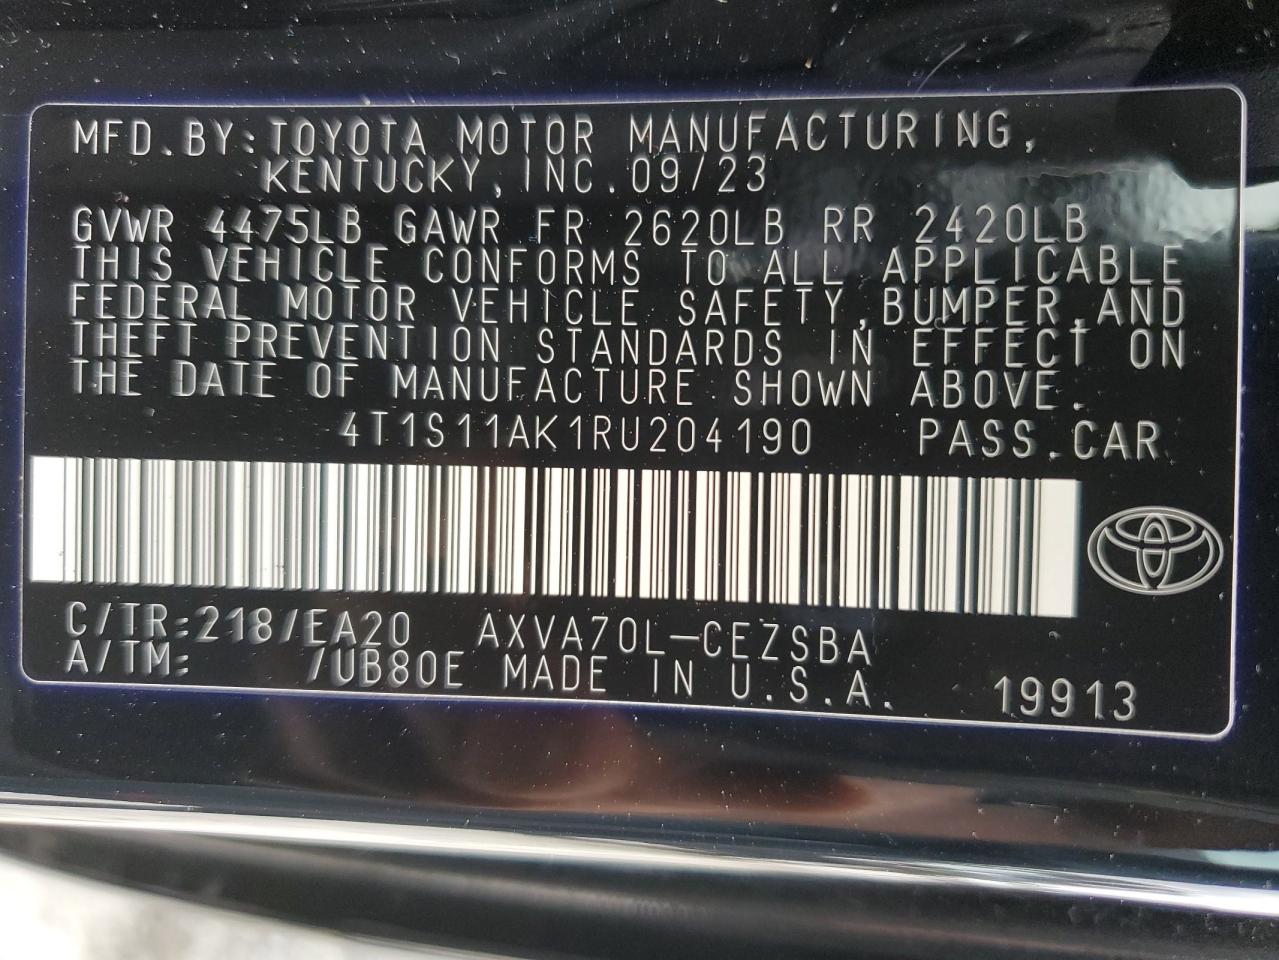 MFD.BY:TOYOTA MOTOR MANUFACTURING,
KENTUCKY,INC.09/23
GVWR 4475LB GAWR FR 2620LB RR 2420LB
THIS VEHICLE CONFORMS TO ALL APPLICABLE
FEDERAL MOTOR VEHICLE SAFETY,BUMPER,AND
THEFT PREVENTION STANDARDS IN EFFECT ON
THE DATE OF MANUFACTURE SHOWN ABOVE.
4T1S11AK1RU204190 PASS.CAR
C/TR:218/EA20 AXVA70L-CEZSBA
A/TM: /UB80E MADE IN U.S.A. 19913